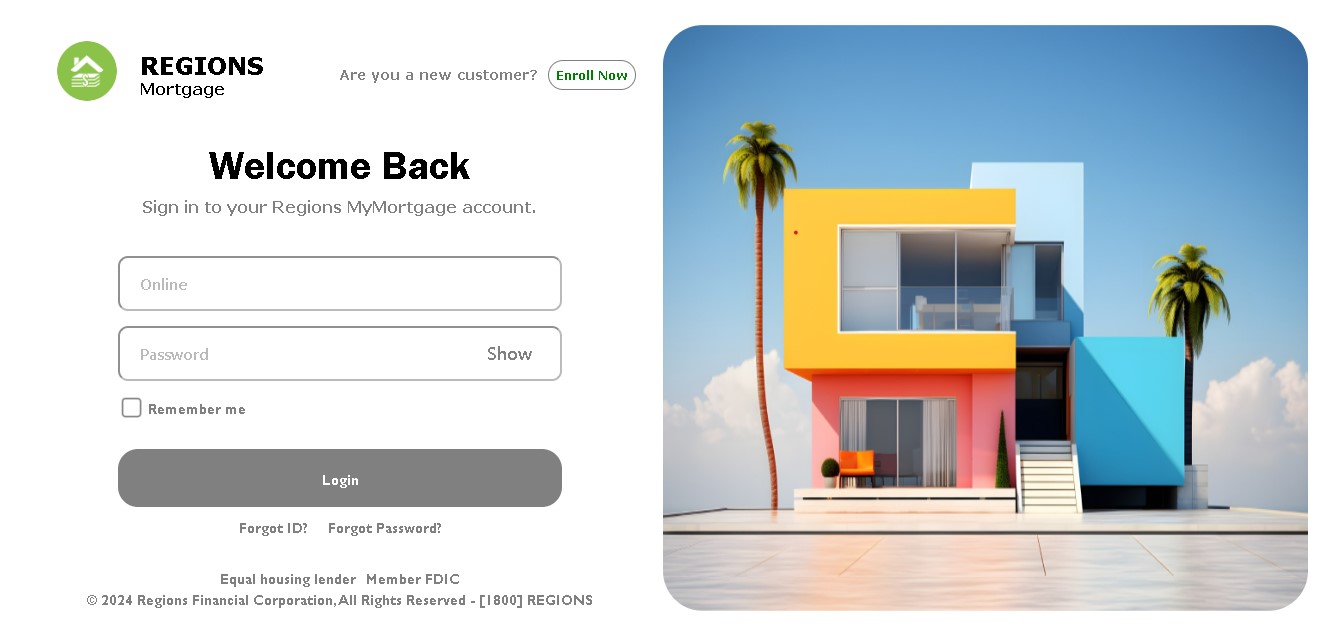 REGIONS
Mortgage
Are you a new customer? Enroll Now
Welcome Back
Sign in to your Regions MyMortgage account.
Online
Password Show
Remember me
Login
Forgot ID? Forgot Password?
Equal housing lender Member FDIC
© 2024 Regions Financial Corporation,All Rights Reserved - [1800] REGIONS